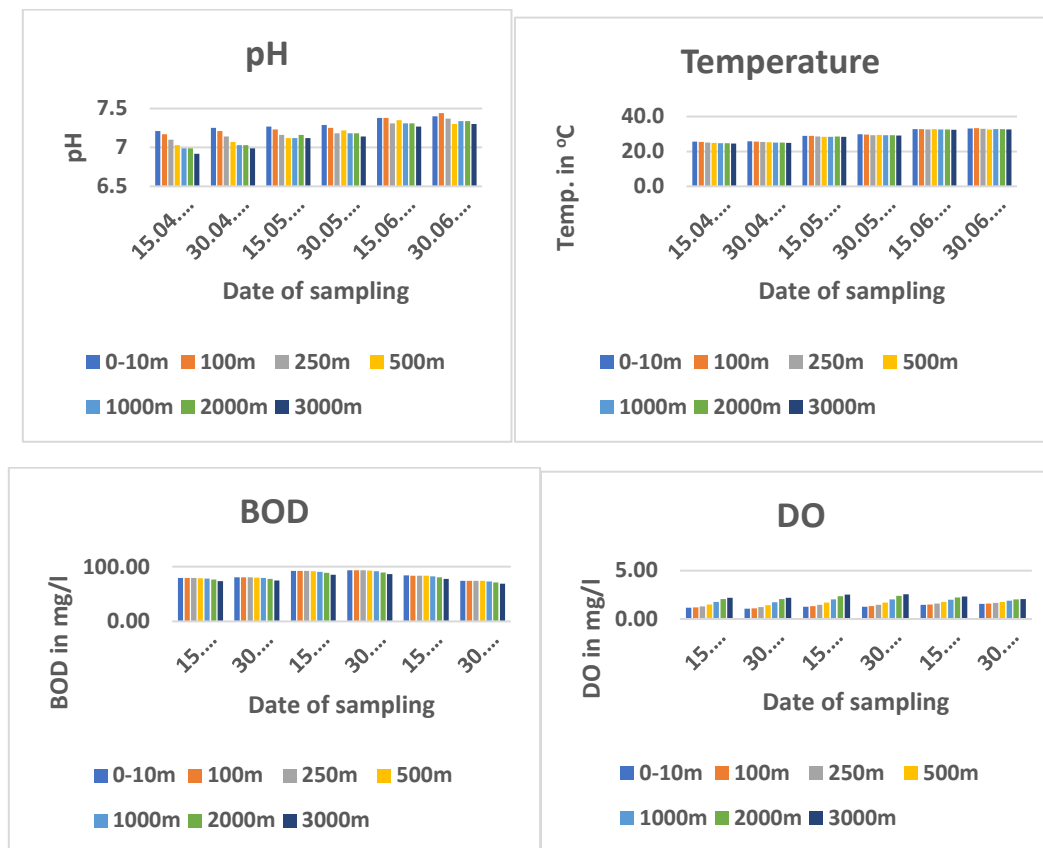 pH
7.5
7
6.5
pH
15.04....
30.04....
15.05....
30.05....
15.06....
30.06....
Date of sampling
0-10m 100m 250m 500m
1000m 2000m 3000m
Temperature
40.0
20.0
0.0
Temp. in ºC
15.04....
30.04....
15.05....
30.05....
15.06....
30.06....
Date of sampling
0-10m 100m 250m 500m
1000m 2000m 3000m
BOD
100.00
0.00
BOD in mg/l
15....
30....
15....
30....
15....
30....
Date of sampling
0-10m 100m 250m 500m
1000m 2000m 3000m
DO
5.00
0.00
DO in mg/l
15....
30....
15....
30....
15....
30....
Date of sampling
0-10m 100m 250m 500m
1000m 2000m 3000m